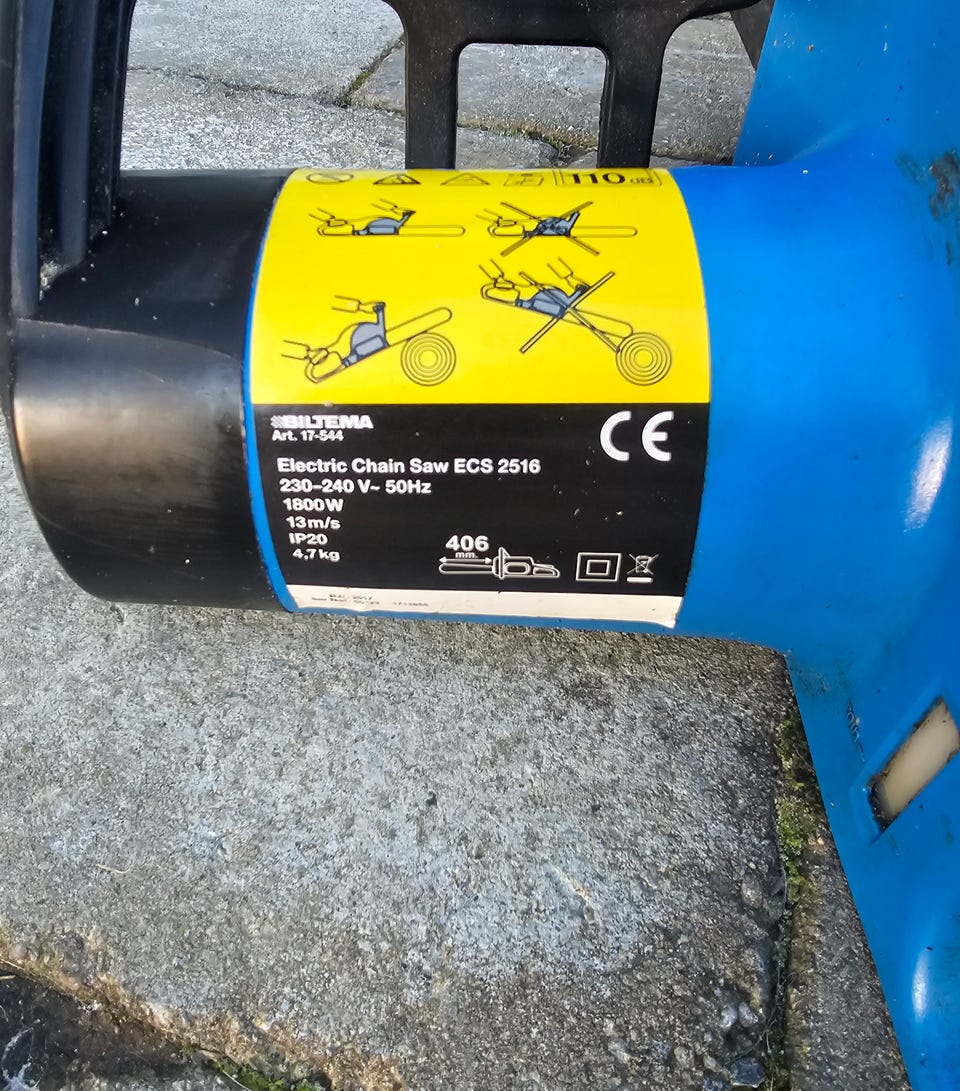 110 dB
BILTEMA
Art. 17-544
CE
Electric Chain Saw ECS 2516
230-240 V~ 50Hz
1800W
13m/s
IP20
4,7kg
406
mm.
2017